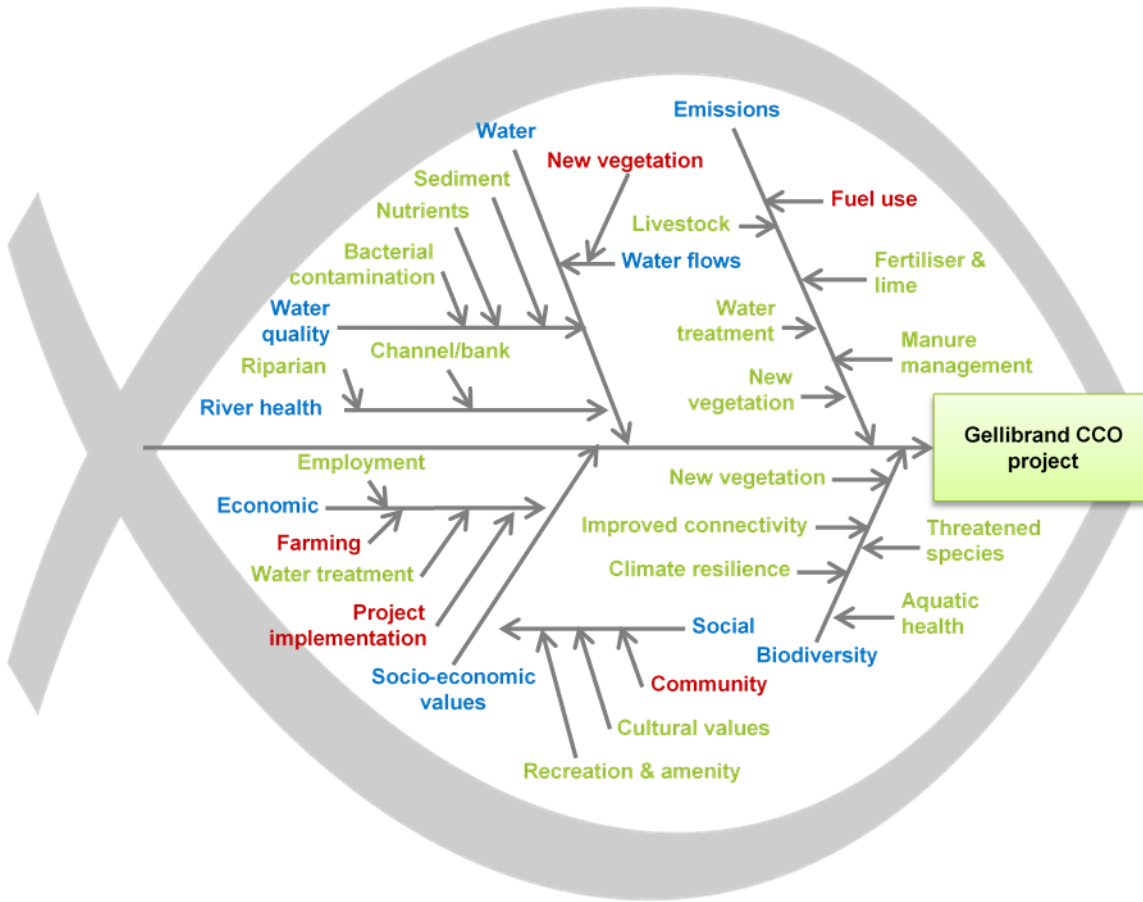 Emissions
Water
New vegetation
Sediment
Fuel use
Nutrients
Livestock
Bacterial
contamination
Water flows
Fertiliser &
lime
Water
quality
Water
treatment
Channel/bank
Manure
management
Riparian
New
vegetation
River health
Gellibrand CCO
project
Employment
New vegetation
Economic
Improved connectivity
Threatened
species
Farming
Water treatment
Climate resilience
Project
implementation
Aquatic
health
Social
Biodiversity
Socio-economic
values
Community
Cultural values
Recreation & amenity